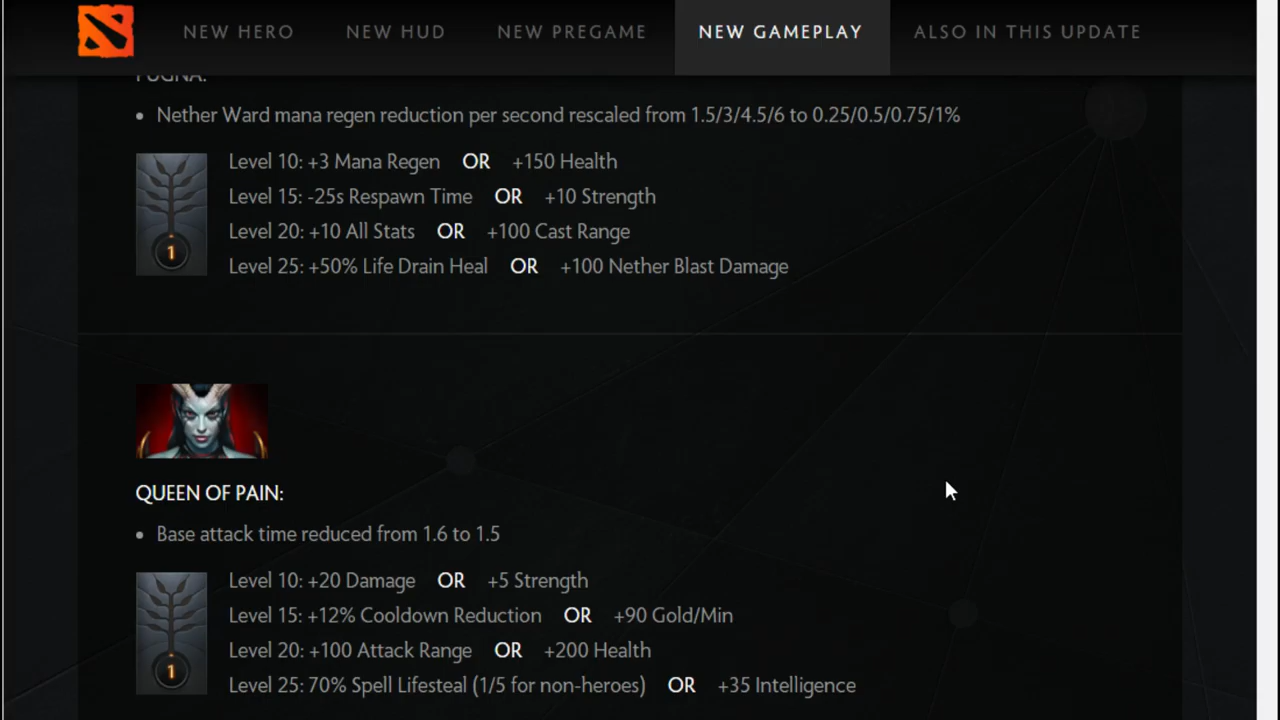 NEW HERO NEW HUD NEW PREGAME NEW GAMEPLAY ALSO IN THIS UPDATE
PUGNA:
• Nether Ward mana regen reduction per second rescaled from 1.5/3/4.5/6 to 0.25/0.5/0.75/1%
Level 10: +3 Mana Regen OR +150 Health
Level 15: -25s Respawn Time OR +10 Strength
Level 20: +10 All Stats OR +100 Cast Range
1
Level 25: +50% Life Drain Heal OR +100 Nether Blast Damage
QUEEN OF PAIN:
• Base attack time reduced from 1.6 to 1.5
Level 10: +20 Damage OR +5 Strength
Level 15: +12% Cooldown Reduction OR +90 Gold/Min
Level 20: +100 Attack Range OR +200 Health
1
Level 25: 70% Spell Lifesteal (1/5 for non-heroes) OR +35 Intelligence